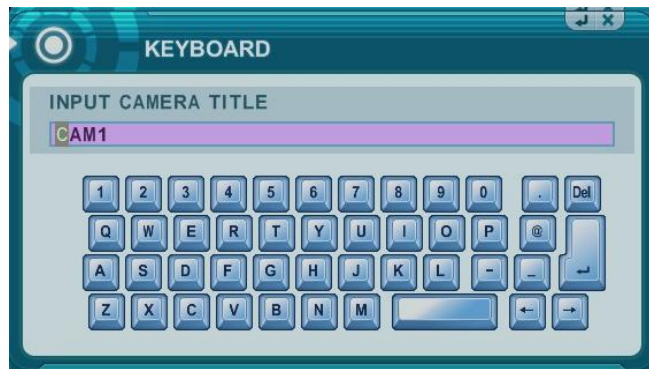 KEYBOARD
INPUT CAMERA TITLE
CAM1
1 2 3 4 5 6 7 8 9 0 . Del
Q W E R T Y U I O P @
A S D F G H J K L - _ ↵
Z X C V B N M ← →